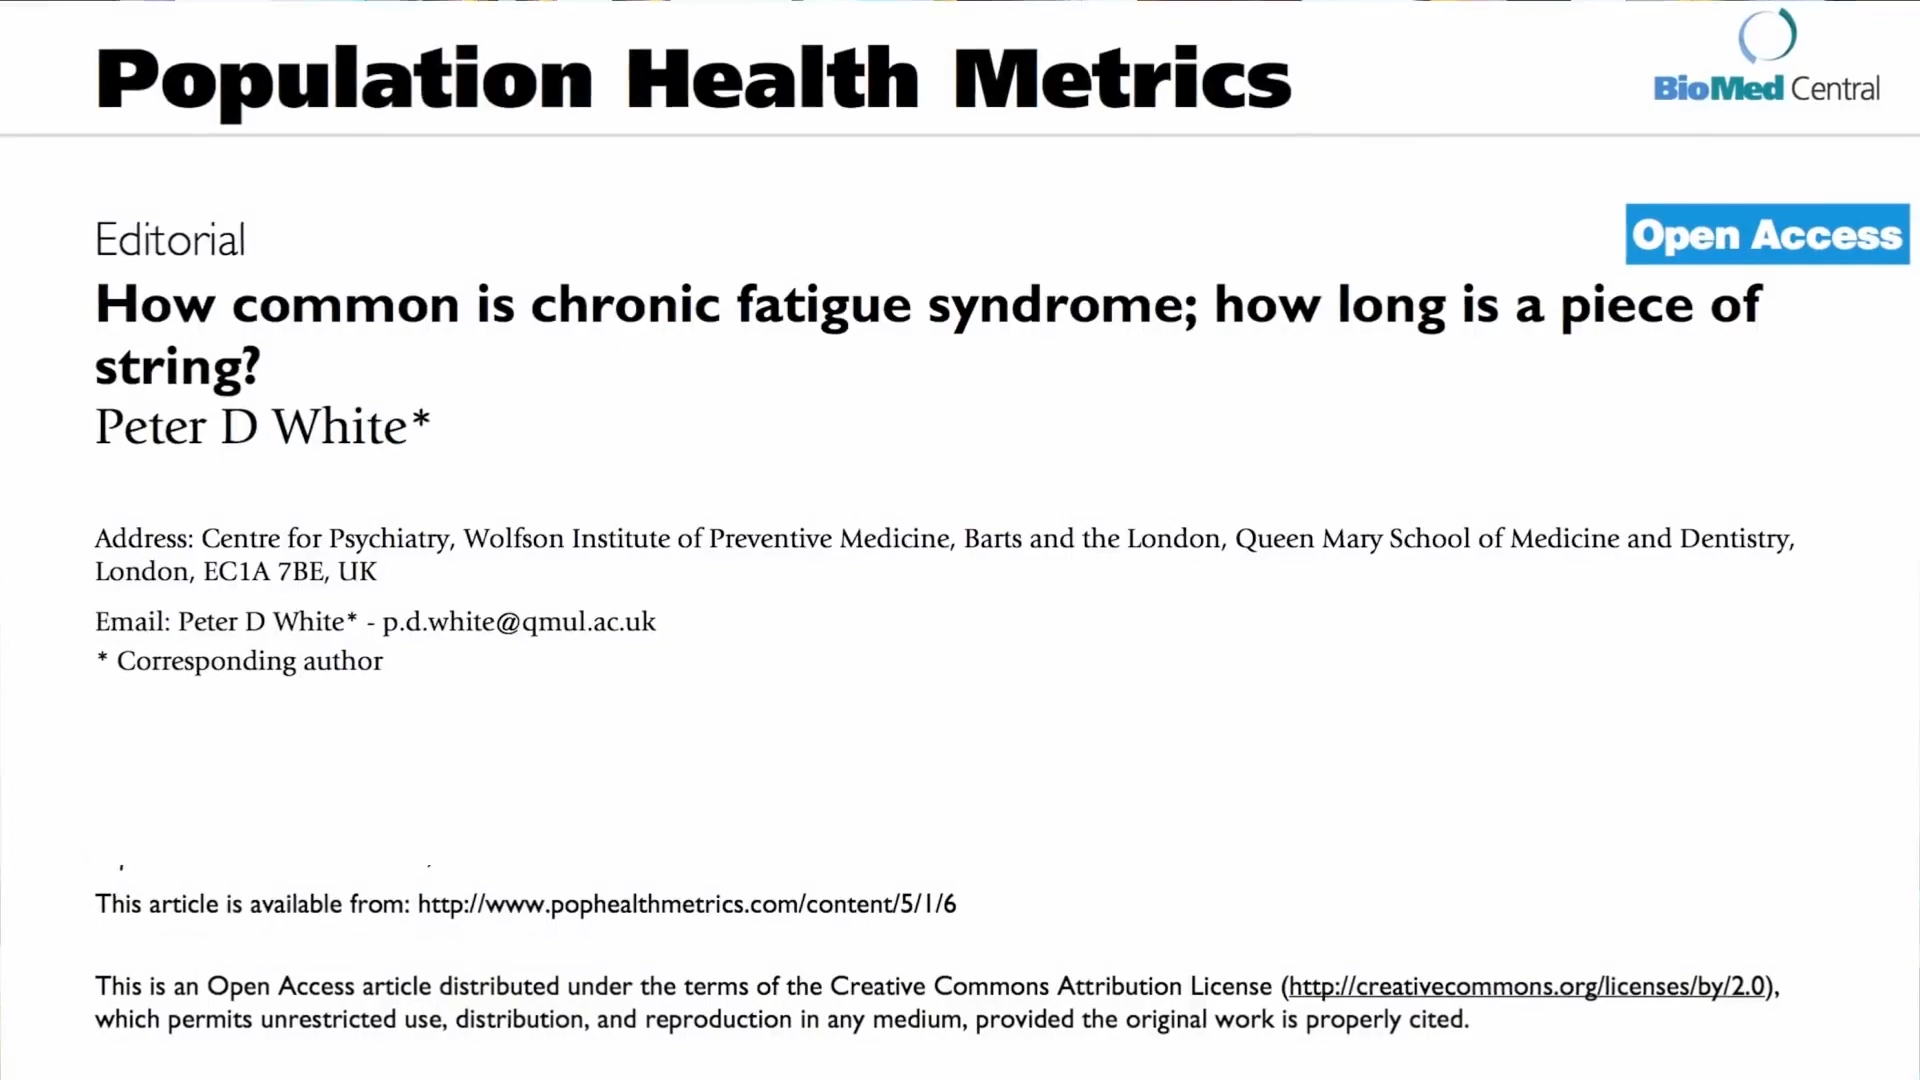 Population Health Metrics
BioMed Central
Editorial
Open Access
How common is chronic fatigue syndrome; how long is a piece of
string?
Peter D White*
Address: Centre for Psychiatry, Wolfson Institute of Preventive Medicine, Barts and the London, Queen Mary School of Medicine and Dentistry,
London, EC1A 7BE, UK
Email: Peter D White* - p.d.white@qmul.ac.uk
* Corresponding author
This article is available from: http://www.pophealthmetrics.com/content/5/1/6
This is an Open Access article distributed under the terms of the Creative Commons Attribution License (http://creativecommons.org/licenses/by/2.0),
which permits unrestricted use, distribution, and reproduction in any medium, provided the original work is properly cited.